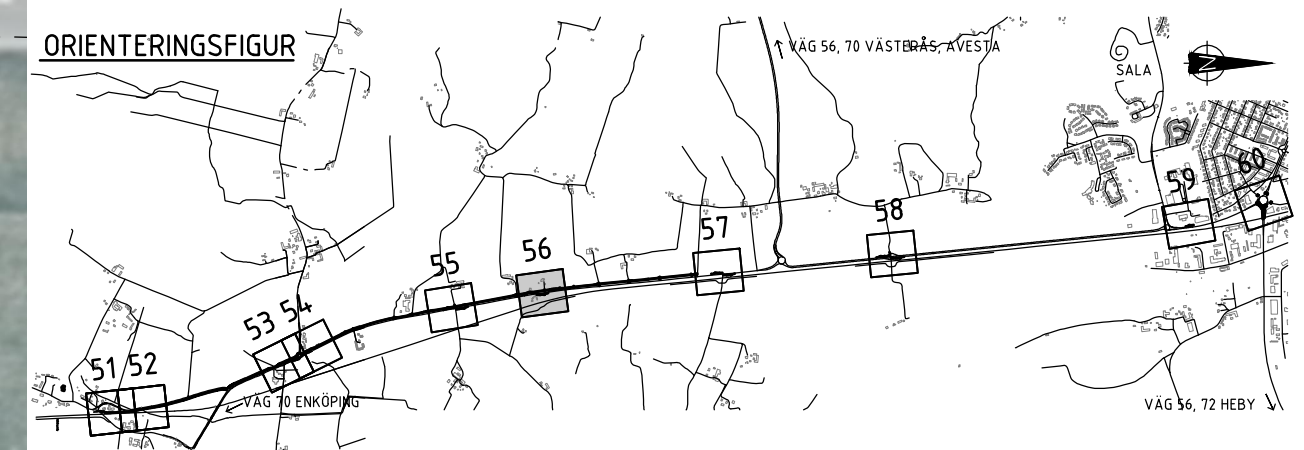 ORIENTERINGSFIGUR
VÄG 56, 70 VÄSTERÅS, AVESTA
SALA
N
60
59
58
57
56
55
54
53
52
51
VÄG 70 ENKÖPING
VÄG 56, 72 HEBY